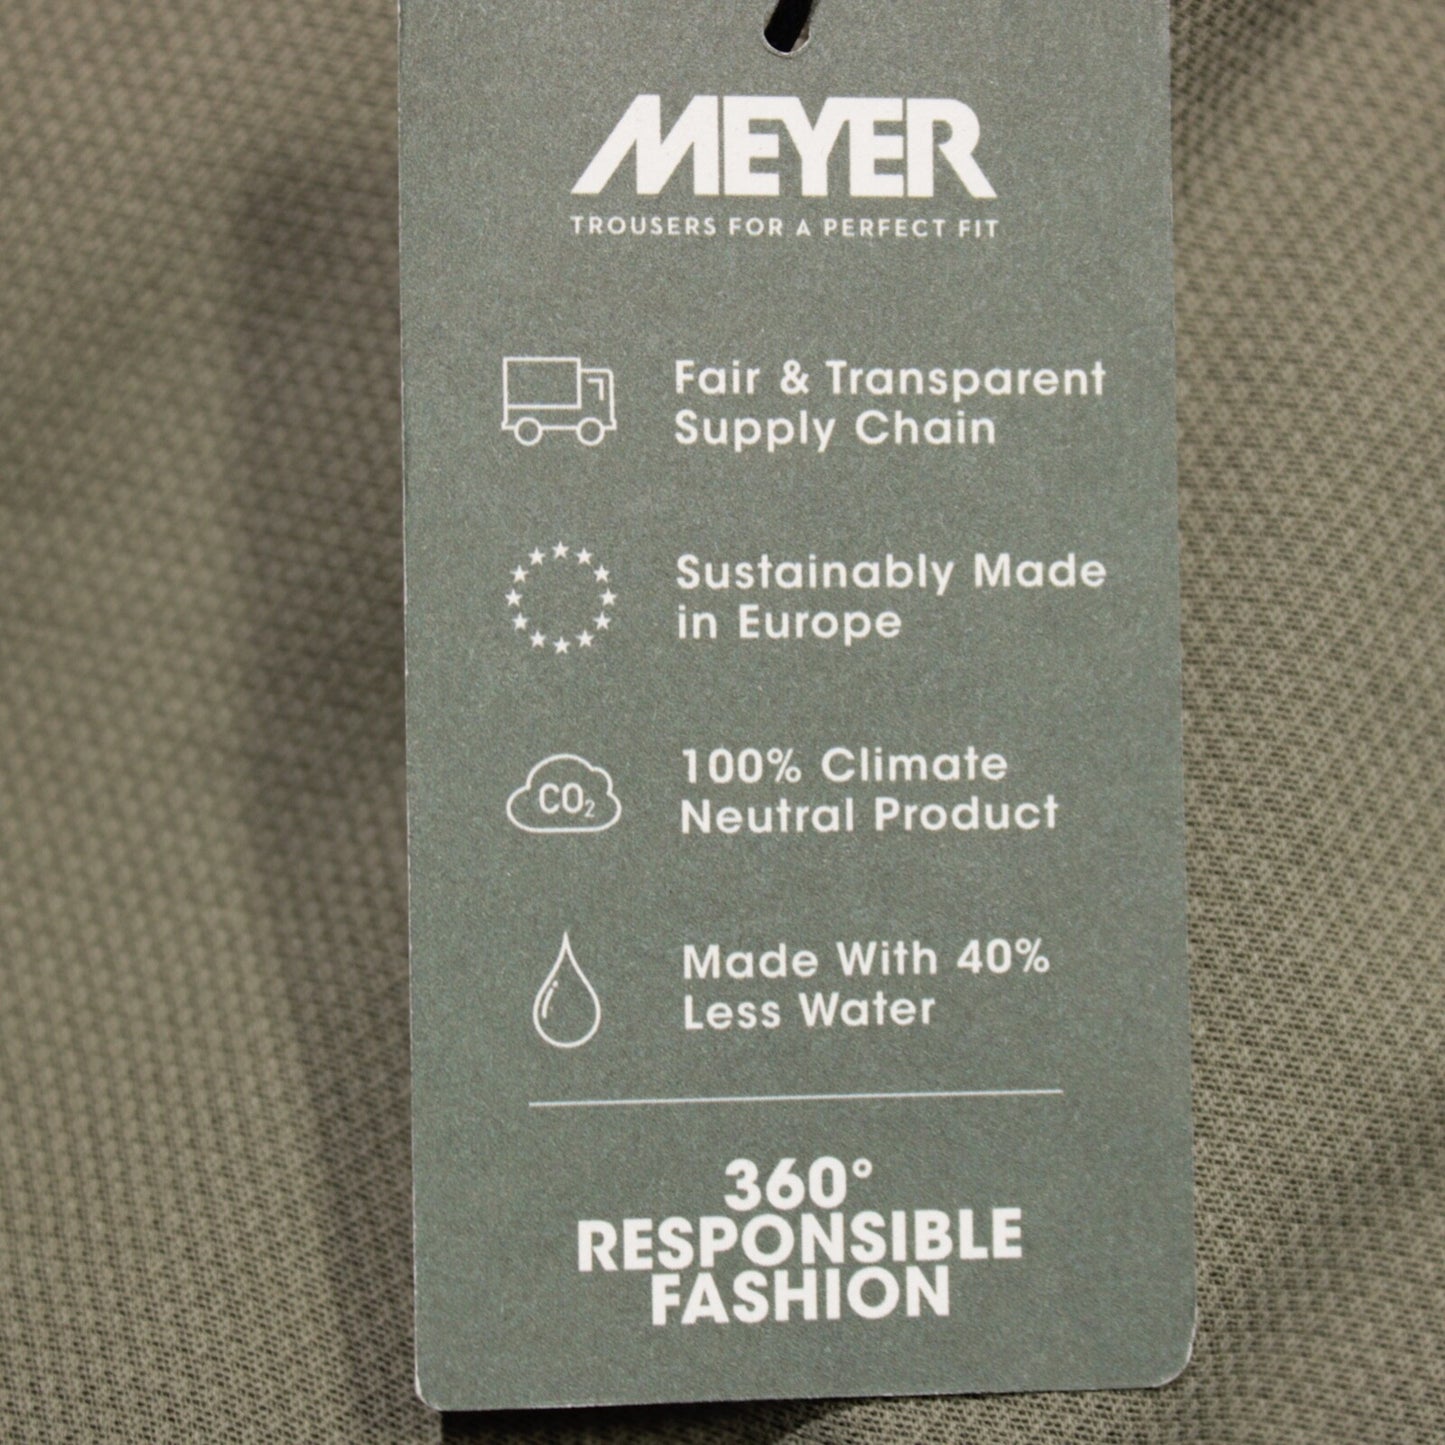 MEYER
TROUSERS FOR A PERFECT FIT
Fair & Transparent
Supply Chain
Sustainably Made
in Europe
CO₂
100% Climate
Neutral Product
Made With 40%
Less Water
360°
RESPONSIBLE
FASHION